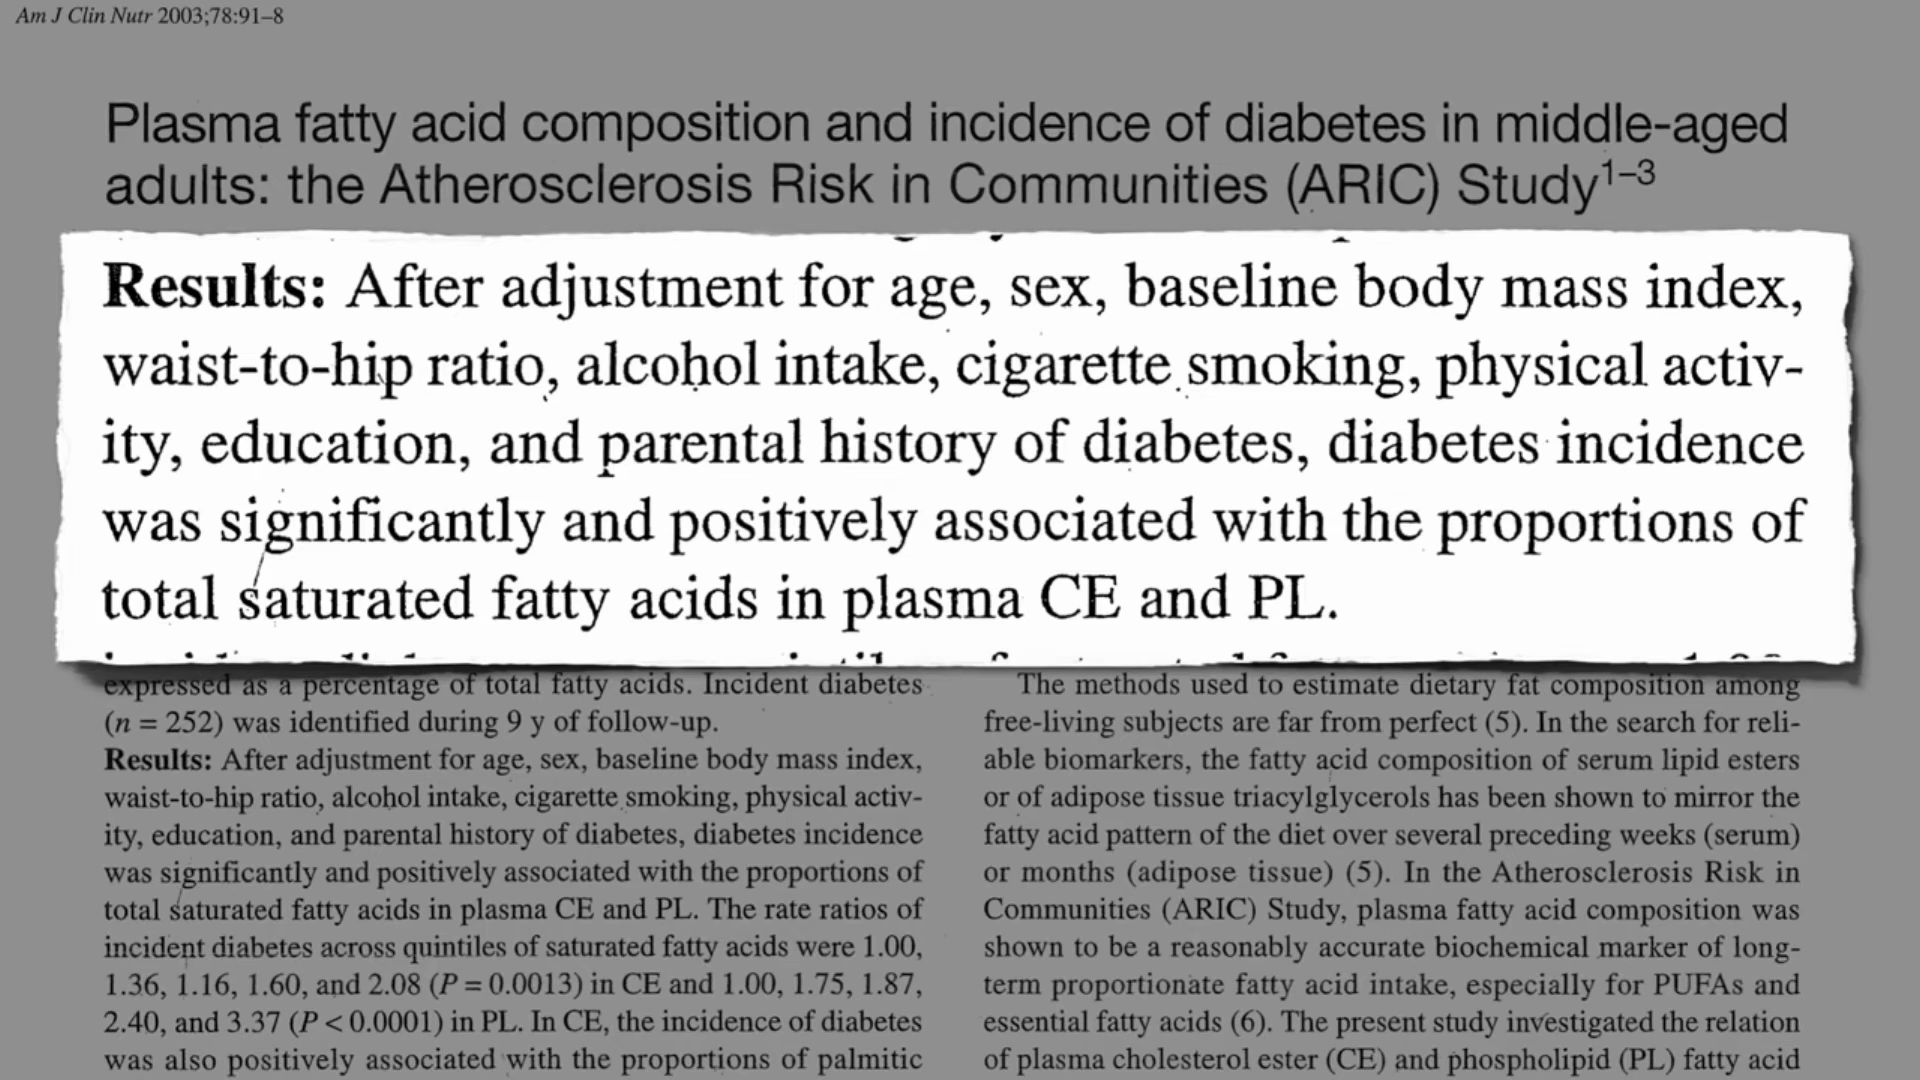 Am J Clin Nutr 2003;78:91–8
Plasma fatty acid composition and incidence of diabetes in middle-aged
adults: the Atherosclerosis Risk in Communities (ARIC) Study1–3
Results: After adjustment for age, sex, baseline body mass index,
waist-to-hip ratio, alcohol intake, cigarette smoking, physical activ-
ity, education, and parental history of diabetes, diabetes incidence
was significantly and positively associated with the proportions of
total saturated fatty acids in plasma CE and PL.
expressed as a percentage of total fatty acids. Incident diabetes
(n = 252) was identified during 9 y of follow-up.
Results: After adjustment for age, sex, baseline body mass index,
waist-to-hip ratio, alcohol intake, cigarette smoking, physical activ-
ity, education, and parental history of diabetes, diabetes incidence
was significantly and positively associated with the proportions of
total saturated fatty acids in plasma CE and PL. The rate ratios of
incident diabetes across quintiles of saturated fatty acids were 1.00,
1.36, 1.16, 1.60, and 2.08 (P = 0.0013) in CE and 1.00, 1.75, 1.87,
2.40, and 3.37 (P < 0.0001) in PL. In CE, the incidence of diabetes
was also positively associated with the proportions of palmitic
The methods used to estimate dietary fat composition among
free-living subjects are far from perfect (5). In the search for reli-
able biomarkers, the fatty acid composition of serum lipid esters
or of adipose tissue triacylglycerols has been shown to mirror the
fatty acid pattern of the diet over several preceding weeks (serum)
or months (adipose tissue) (5). In the Atherosclerosis Risk in
Communities (ARIC) Study, plasma fatty acid composition was
shown to be a reasonably accurate biochemical marker of long-
term proportionate fatty acid intake, especially for PUFAs and
essential fatty acids (6). The present study investigated the relation
of plasma cholesterol ester (CE) and phospholipid (PL) fatty acid